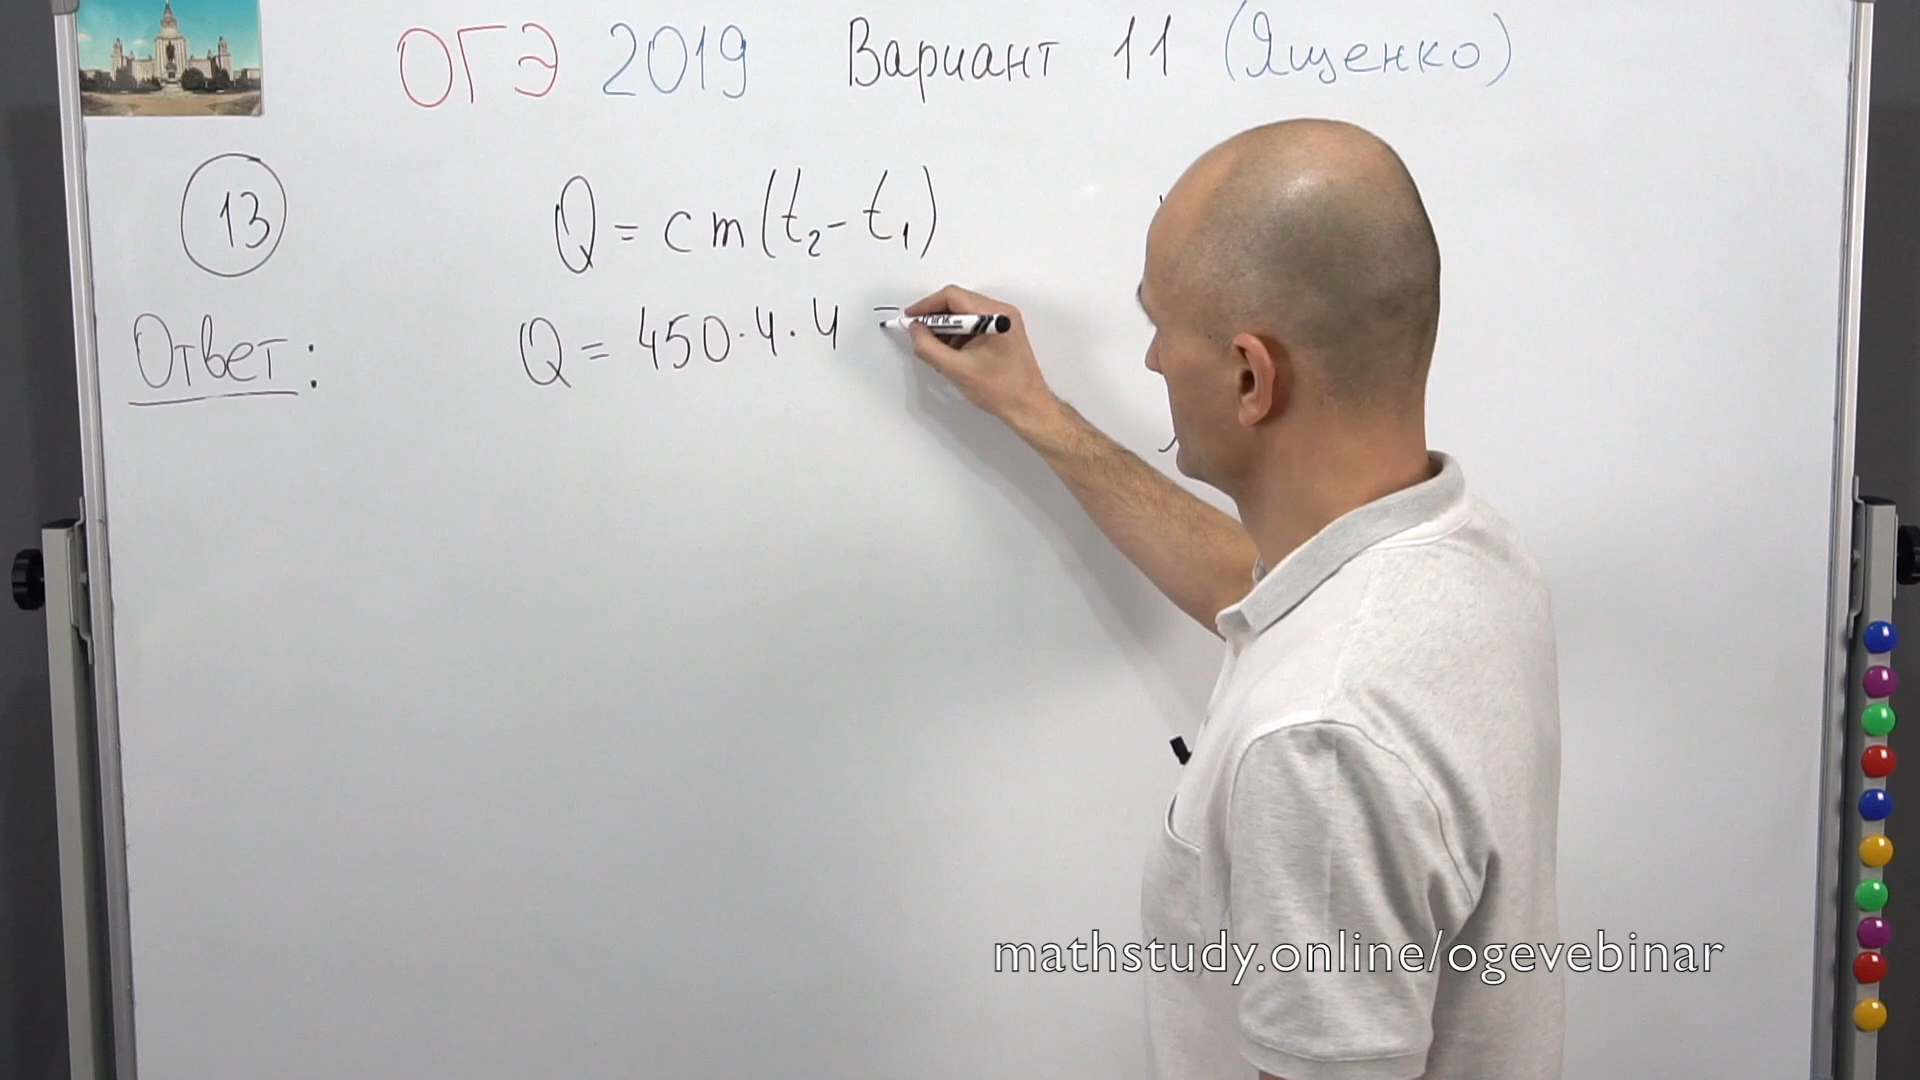 ОГЭ 2019 Вариант 11 (Ященко)
13
Q = cm(t₂ - t₁)
Ответ:
Q = 450·4·4 =
mathstudy.online/ogevebinar